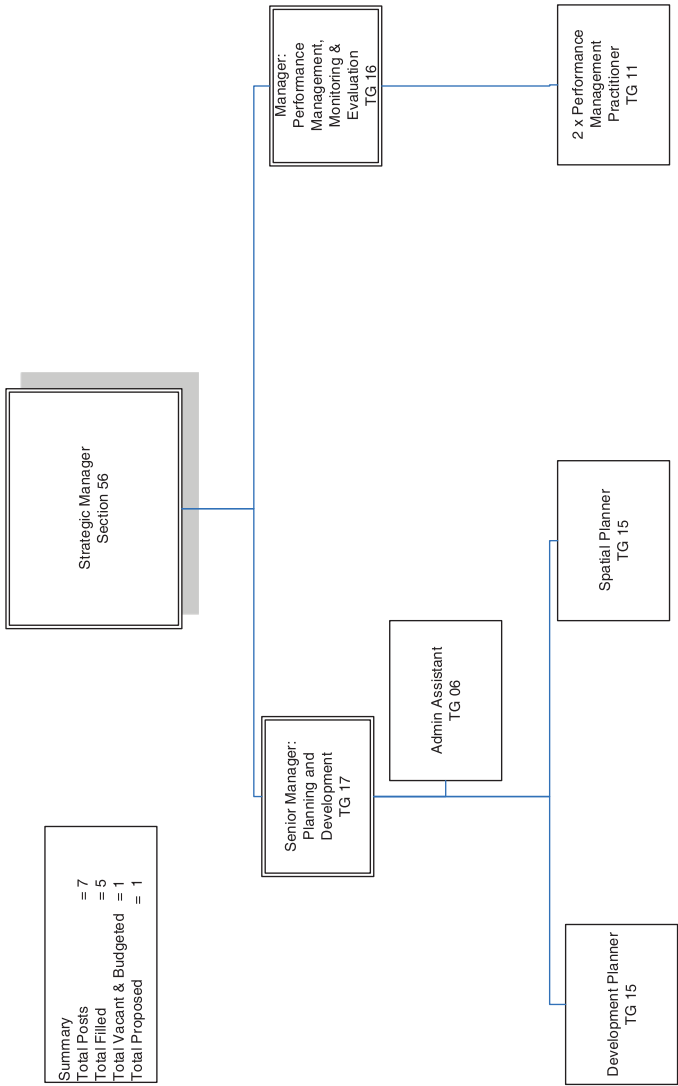 Strategic Manager
Section 56
Summary
Total Posts = 7
Total Filled = 5
Total Vacant & Budgeted = 1
Total Proposed = 1
Senior Manager:
Planning and
Development
TG 17
Manager:
Performance
Management,
Monitoring &
Evaluation
TG 16
Admin Assistant
TG 06
Development Planner
TG 15
Spatial Planner
TG 15
2 x Performance
Management
Practitioner
TG 11